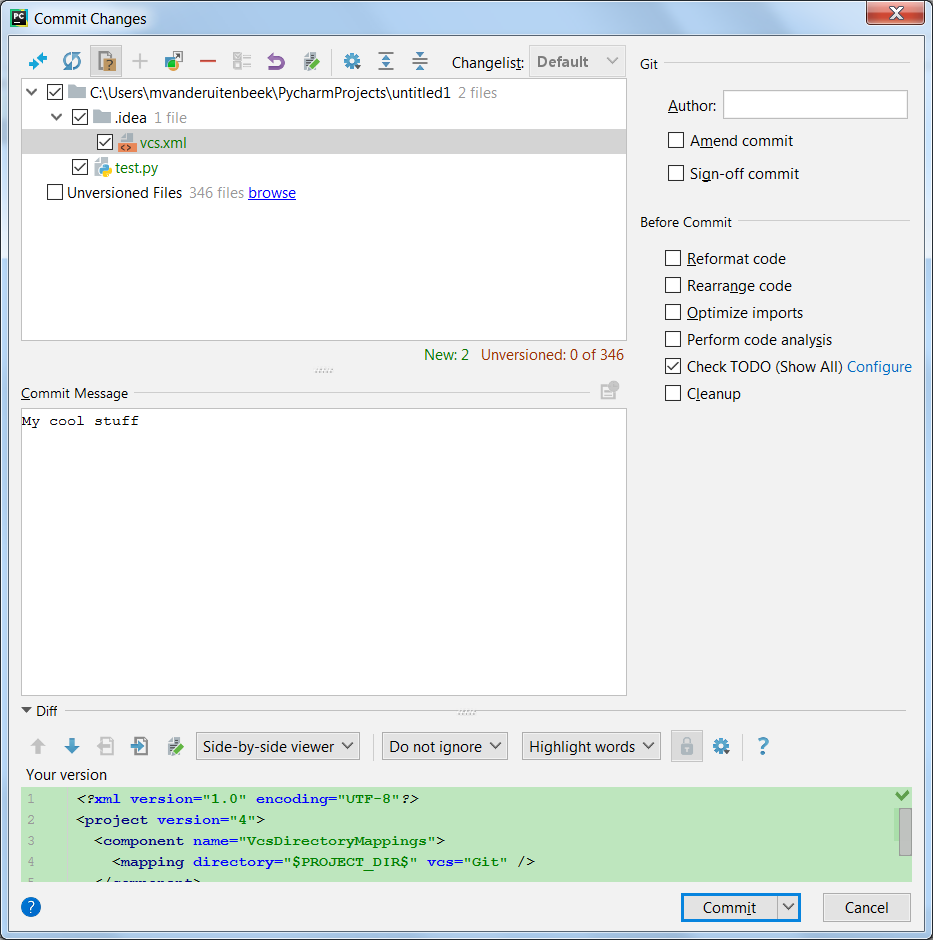 Commit Changes
Changelist: Default
C:\Users\mvanderuitenbeek\PycharmProjects\untitled1 2 files
.idea 1 file
vcs.xml
test.py
Unversioned Files 346 files browse
New: 2 Unversioned: 0 of 346
Git
Author:
Amend commit
Sign-off commit
Before Commit
Reformat code
Rearrange code
Optimize imports
Perform code analysis
Check TODO (Show All) Configure
Cleanup
Commit Message
My cool stuff
Diff
Side-by-side viewer Do not ignore Highlight words ?
Your version
1 <?xml version="1.0" encoding="UTF-8"?>
2 <project version="4">
3 <component name="VcsDirectoryMappings">
4 <mapping directory="$PROJECT_DIR$" vcs="Git" />
5 </component>
? Commit Cancel